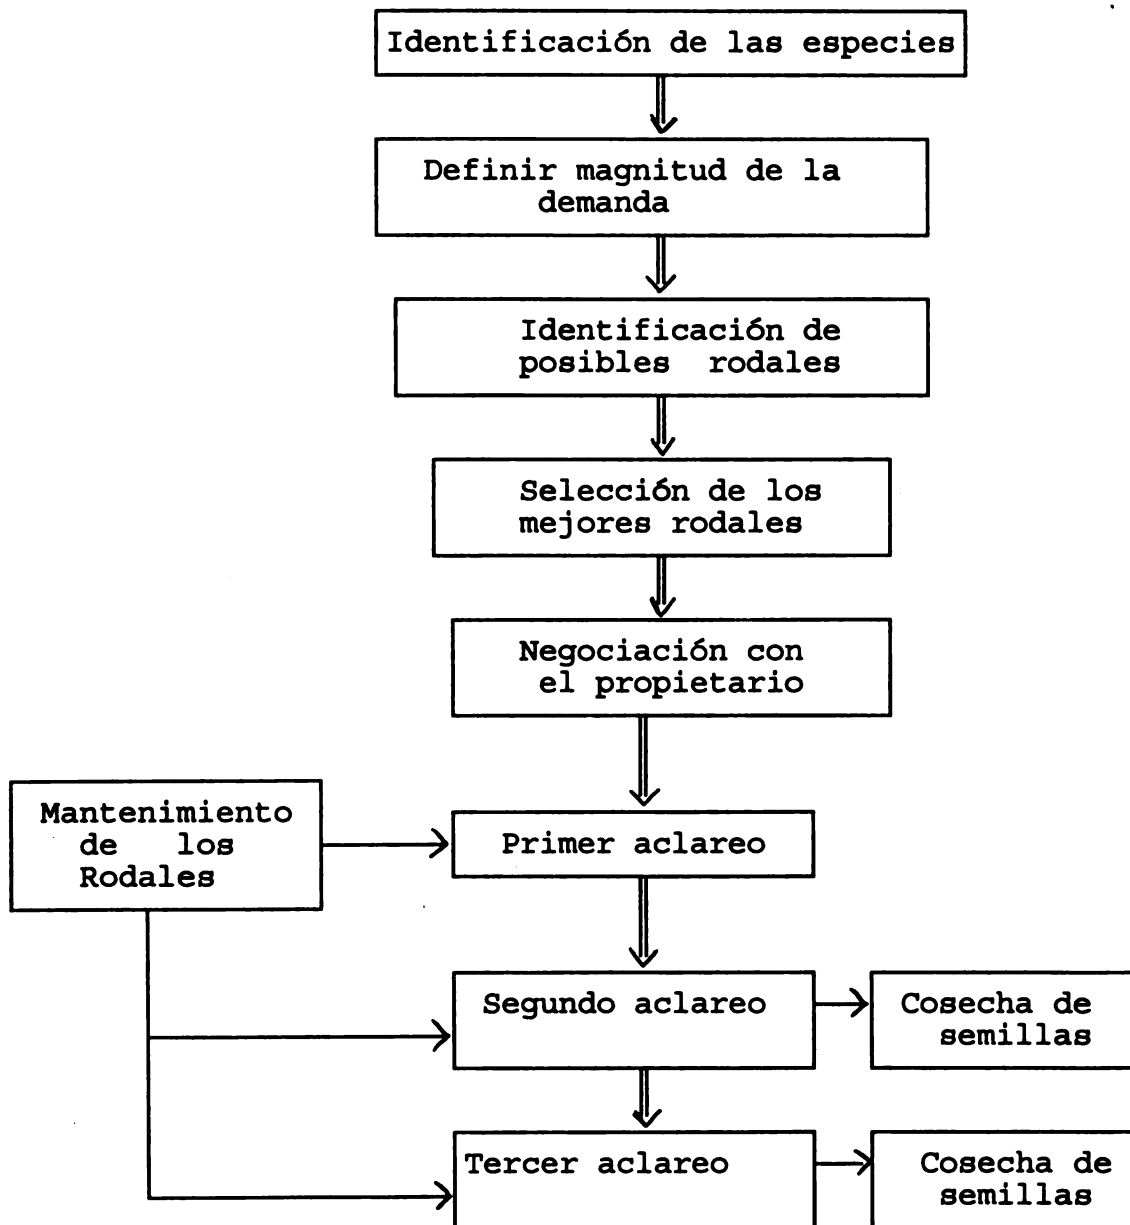 Identificación de las especies
Definir magnitud de la
demanda
Identificación de
posibles rodales
Selección de los
mejores rodales
Negociación con
el propietario
Mantenimiento
de los
Rodales
Primer aclareo
Segundo aclareo
Cosecha de
semillas
Tercer aclareo
Cosecha de
semillas